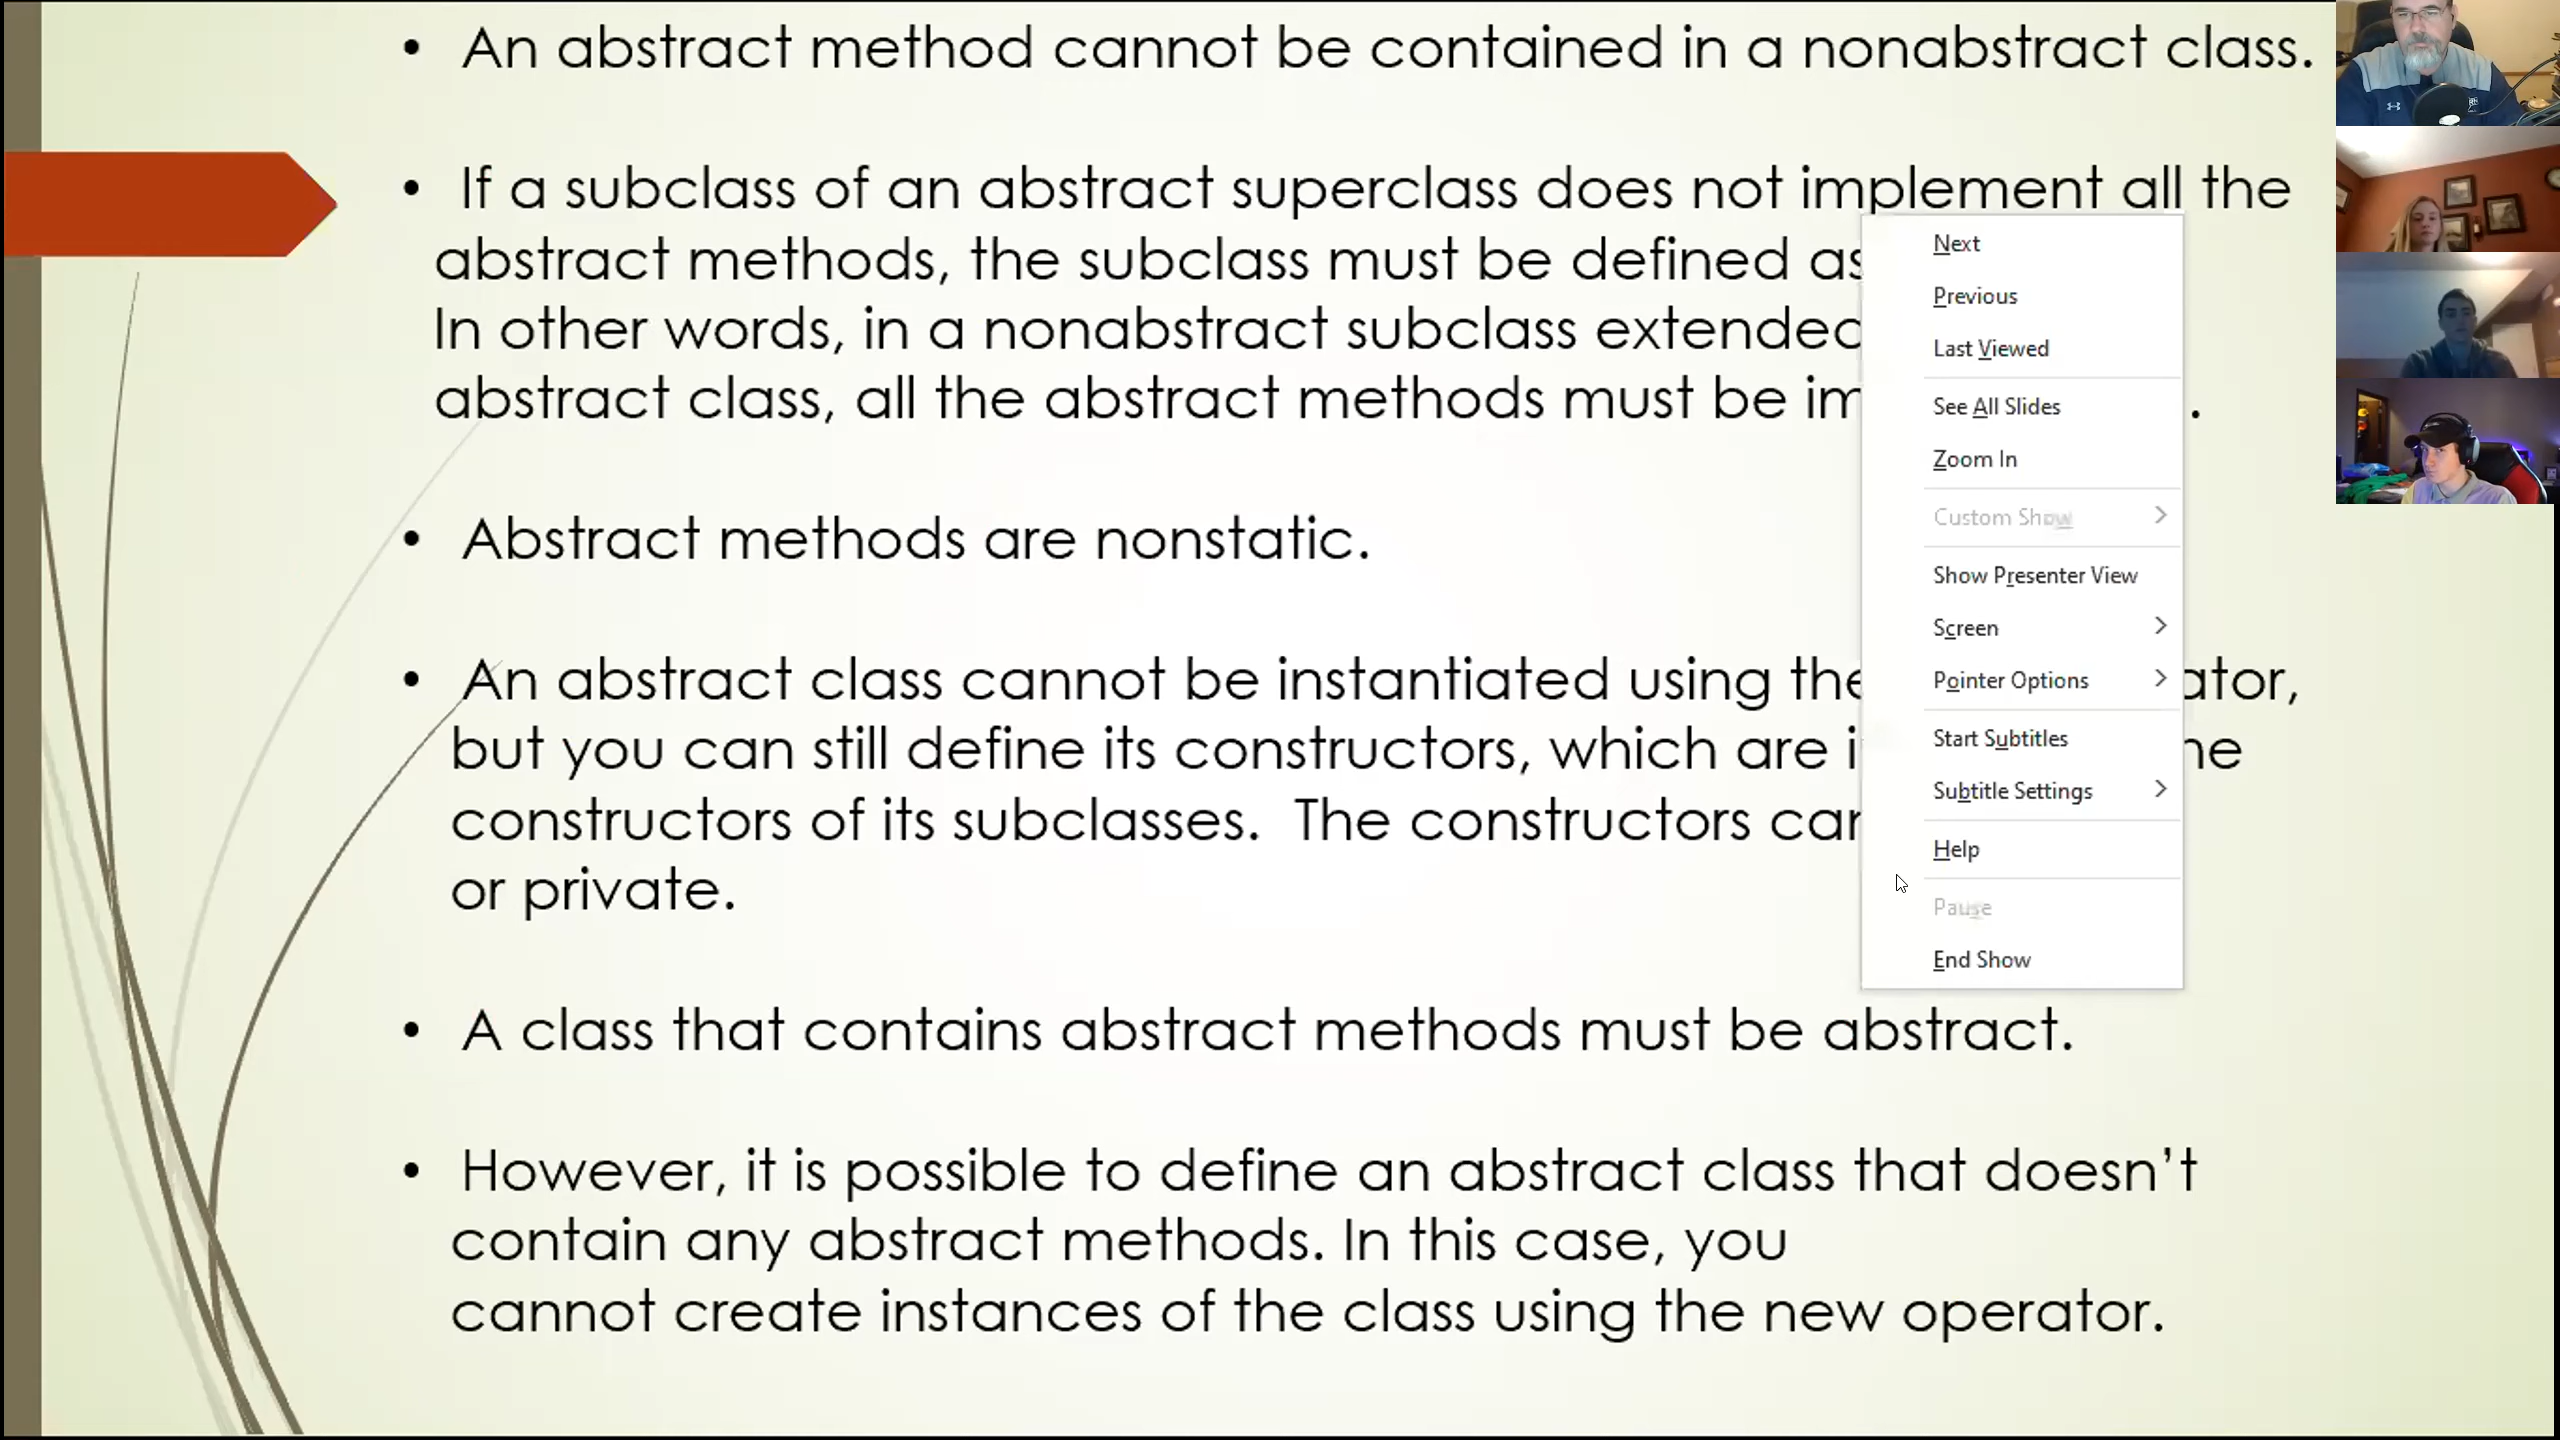 • An abstract method cannot be contained in a nonabstract class.
• If a subclass of an abstract superclass does not implement all the
abstract methods, the subclass must be defined as
In other words, in a nonabstract subclass extended
abstract class, all the abstract methods must be im .
• Abstract methods are nonstatic.
• An abstract class cannot be instantiated using the ator,
but you can still define its constructors, which are i he
constructors of its subclasses. The constructors can
or private.
• A class that contains abstract methods must be abstract.
• However, it is possible to define an abstract class that doesn’t
contain any abstract methods. In this case, you
cannot create instances of the class using the new operator.
Next
Previous
Last Viewed
See All Slides
Zoom In
Custom Show
Show Presenter View
Screen
Pointer Options
Start Subtitles
Subtitle Settings
Help
Pause
End Show